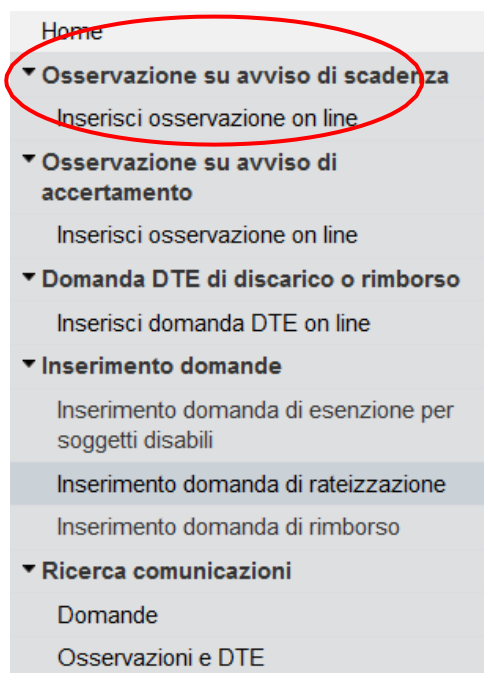 Home
Osservazione su avviso di scadenza
Inserisci osservazione on line
Osservazione su avviso di
accertamento
Inserisci osservazione on line
Domanda DTE di discarico o rimborso
Inserisci domanda DTE on line
Inserimento domande
Inserimento domanda di esenzione per
soggetti disabili
Inserimento domanda di rateizzazione
Inserimento domanda di rimborso
Ricerca comunicazioni
Domande
Osservazioni e DTE